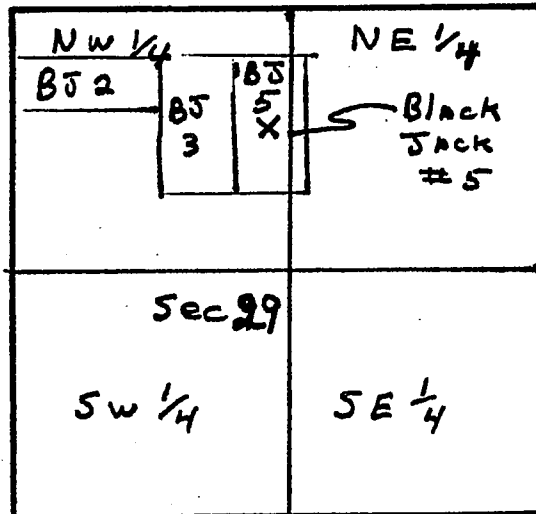 NW 1/4
NE 1/4
BJ 2
BJ
3
BJ
5
X
Black
Jack
# 5
Sec 29
SW 1/4
SE 1/4